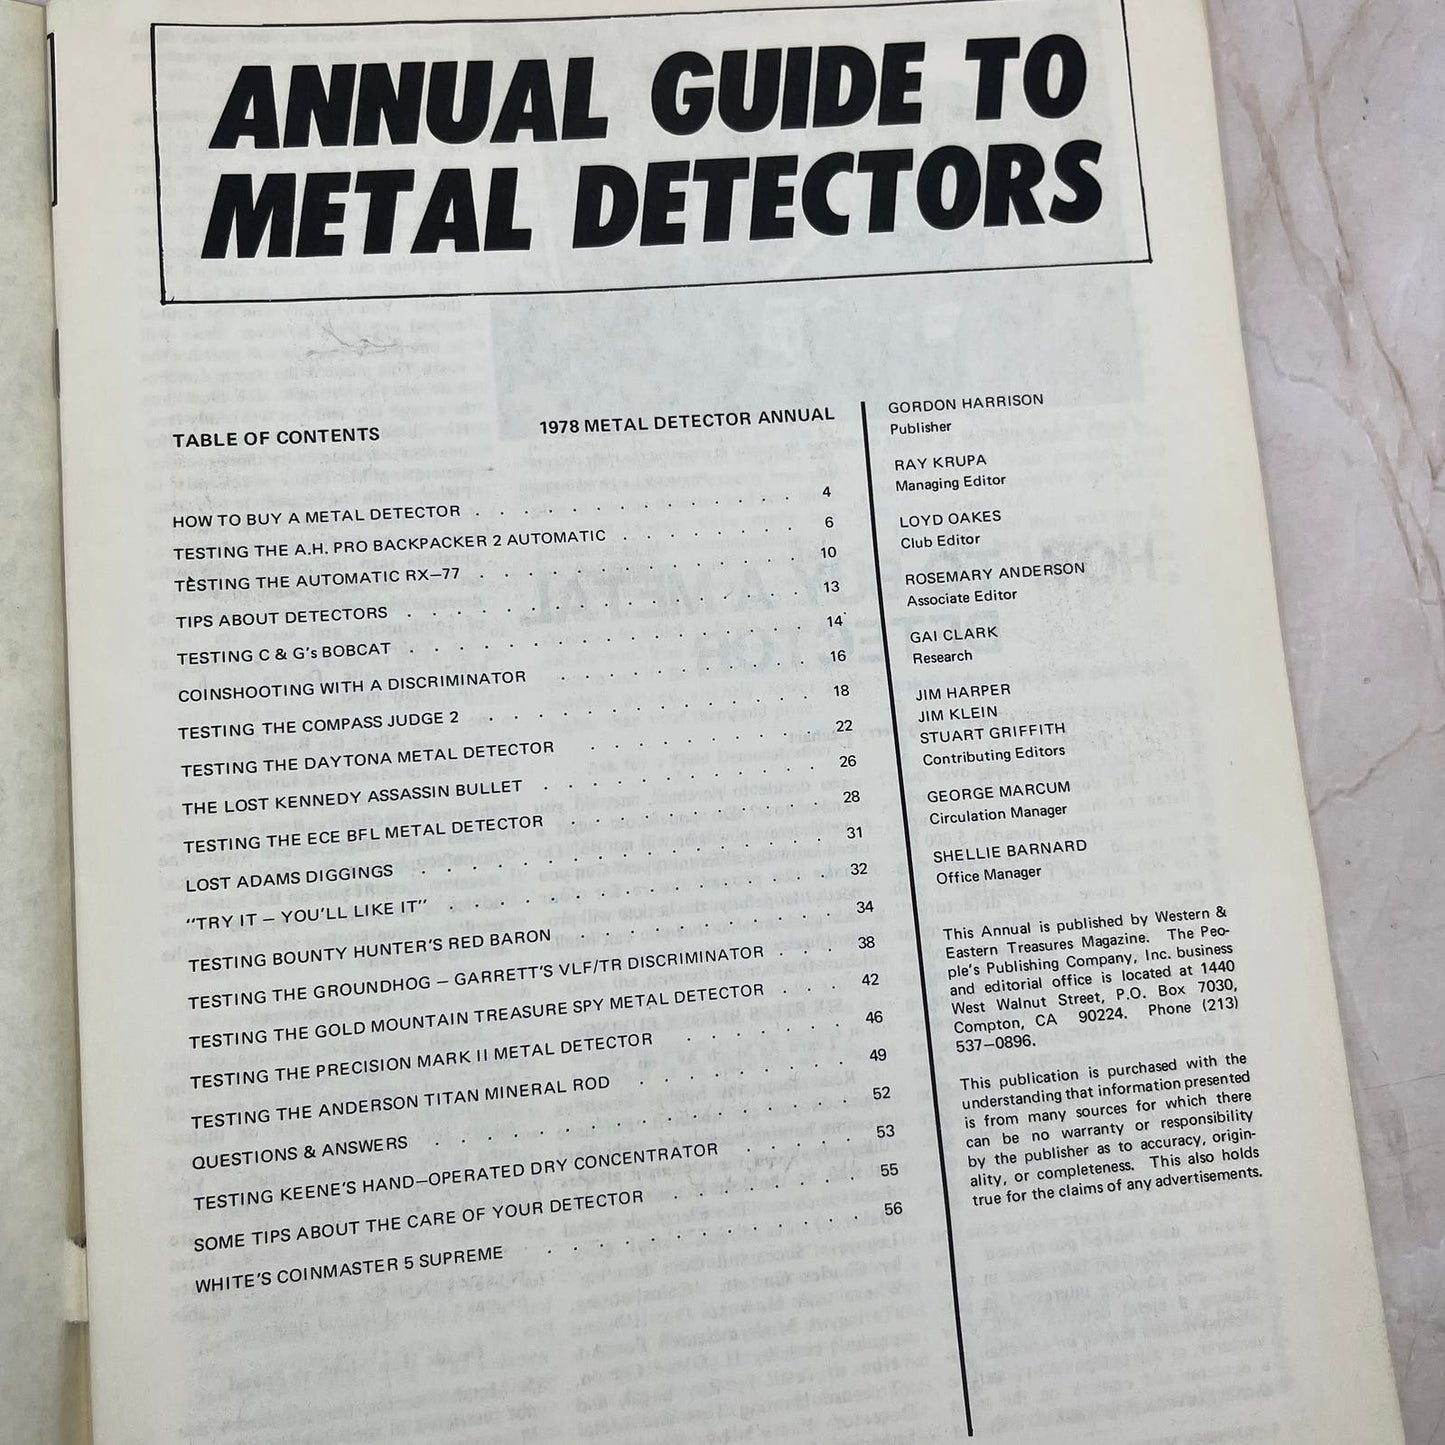 ANNUAL GUIDE TO
METAL DETECTORS
TABLE OF CONTENTS 1978 METAL DETECTOR ANNUAL
HOW TO BUY A METAL DETECTOR . . . . . . . . . . . . . 4
TESTING THE A.H. PRO BACKPACKER 2 AUTOMATIC . . . . . . . 6
TESTING THE AUTOMATIC RX—77 . . . . . . . . . . . . . 10
TIPS ABOUT DETECTORS . . . . . . . . . . . . . . . . 13
TESTING C & G's BOBCAT . . . . . . . . . . . . . . . . 14
COINSHOOTING WITH A DISCRIMINATOR . . . . . . . . . . 16
TESTING THE COMPASS JUDGE 2 . . . . . . . . . . . . . 18
TESTING THE DAYTONA METAL DETECTOR . . . . . . . . . 22
THE LOST KENNEDY ASSASSIN BULLET . . . . . . . . . . . 26
TESTING THE ECE BFL METAL DETECTOR . . . . . . . . . . 28
LOST ADAMS DIGGINGS . . . . . . . . . . . . . . . . 31
"TRY IT – YOU'LL LIKE IT" . . . . . . . . . . . . . . . 32
TESTING BOUNTY HUNTER'S RED BARON . . . . . . . . . . 34
TESTING THE GROUNDHOG – GARRETT'S VLF/TR DISCRIMINATOR . . . 38
TESTING THE GOLD MOUNTAIN TREASURE SPY METAL DETECTOR . . . 42
TESTING THE PRECISION MARK II METAL DETECTOR . . . . . . 46
TESTING THE ANDERSON TITAN MINERAL ROD . . . . . . . . 49
QUESTIONS & ANSWERS . . . . . . . . . . . . . . . . 52
TESTING KEENE'S HAND—OPERATED DRY CONCENTRATOR . . . . . 53
SOME TIPS ABOUT THE CARE OF YOUR DETECTOR . . . . . . . 55
WHITE'S COINMASTER 5 SUPREME . . . . . . . . . . . . . 56
GORDON HARRISON
Publisher
RAY KRUPA
Managing Editor
LOYD OAKES
Club Editor
ROSEMARY ANDERSON
Associate Editor
GAI CLARK
Research
JIM HARPER
JIM KLEIN
STUART GRIFFITH
Contributing Editors
GEORGE MARCUM
Circulation Manager
SHELLIE BARNARD
Office Manager
This Annual is published by Western &
Eastern Treasures Magazine. The Peo-
ple's Publishing Company, Inc. business
and editorial office is located at 1440
West Walnut Street, P.O. Box 7030,
Compton, CA 90224. Phone (213)
537—0896.
This publication is purchased with the
understanding that information presented
is from many sources for which there
can be no warranty or responsibility
by the publisher as to accuracy, origin-
ality, or completeness. This also holds
true for the claims of any advertisements.